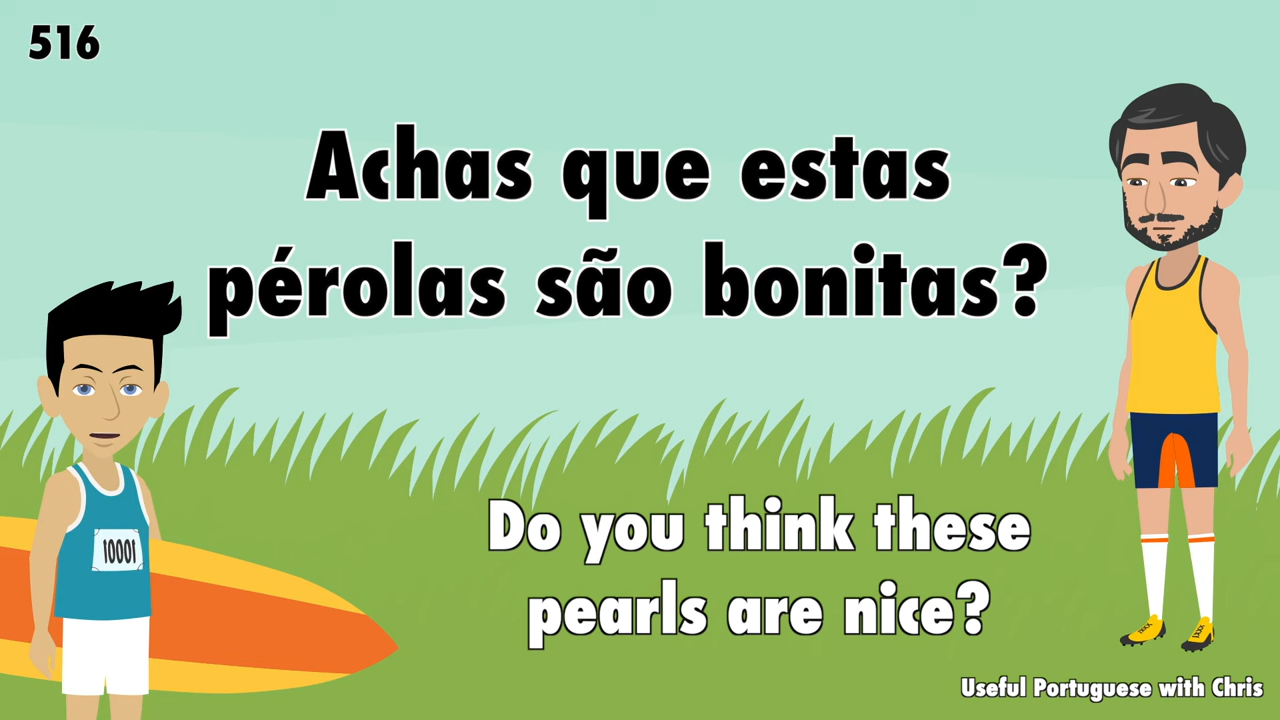 516
Achas que estas
pérolas são bonitas?
10001
Do you think these
pearls are nice?
Useful Portuguese with Chris